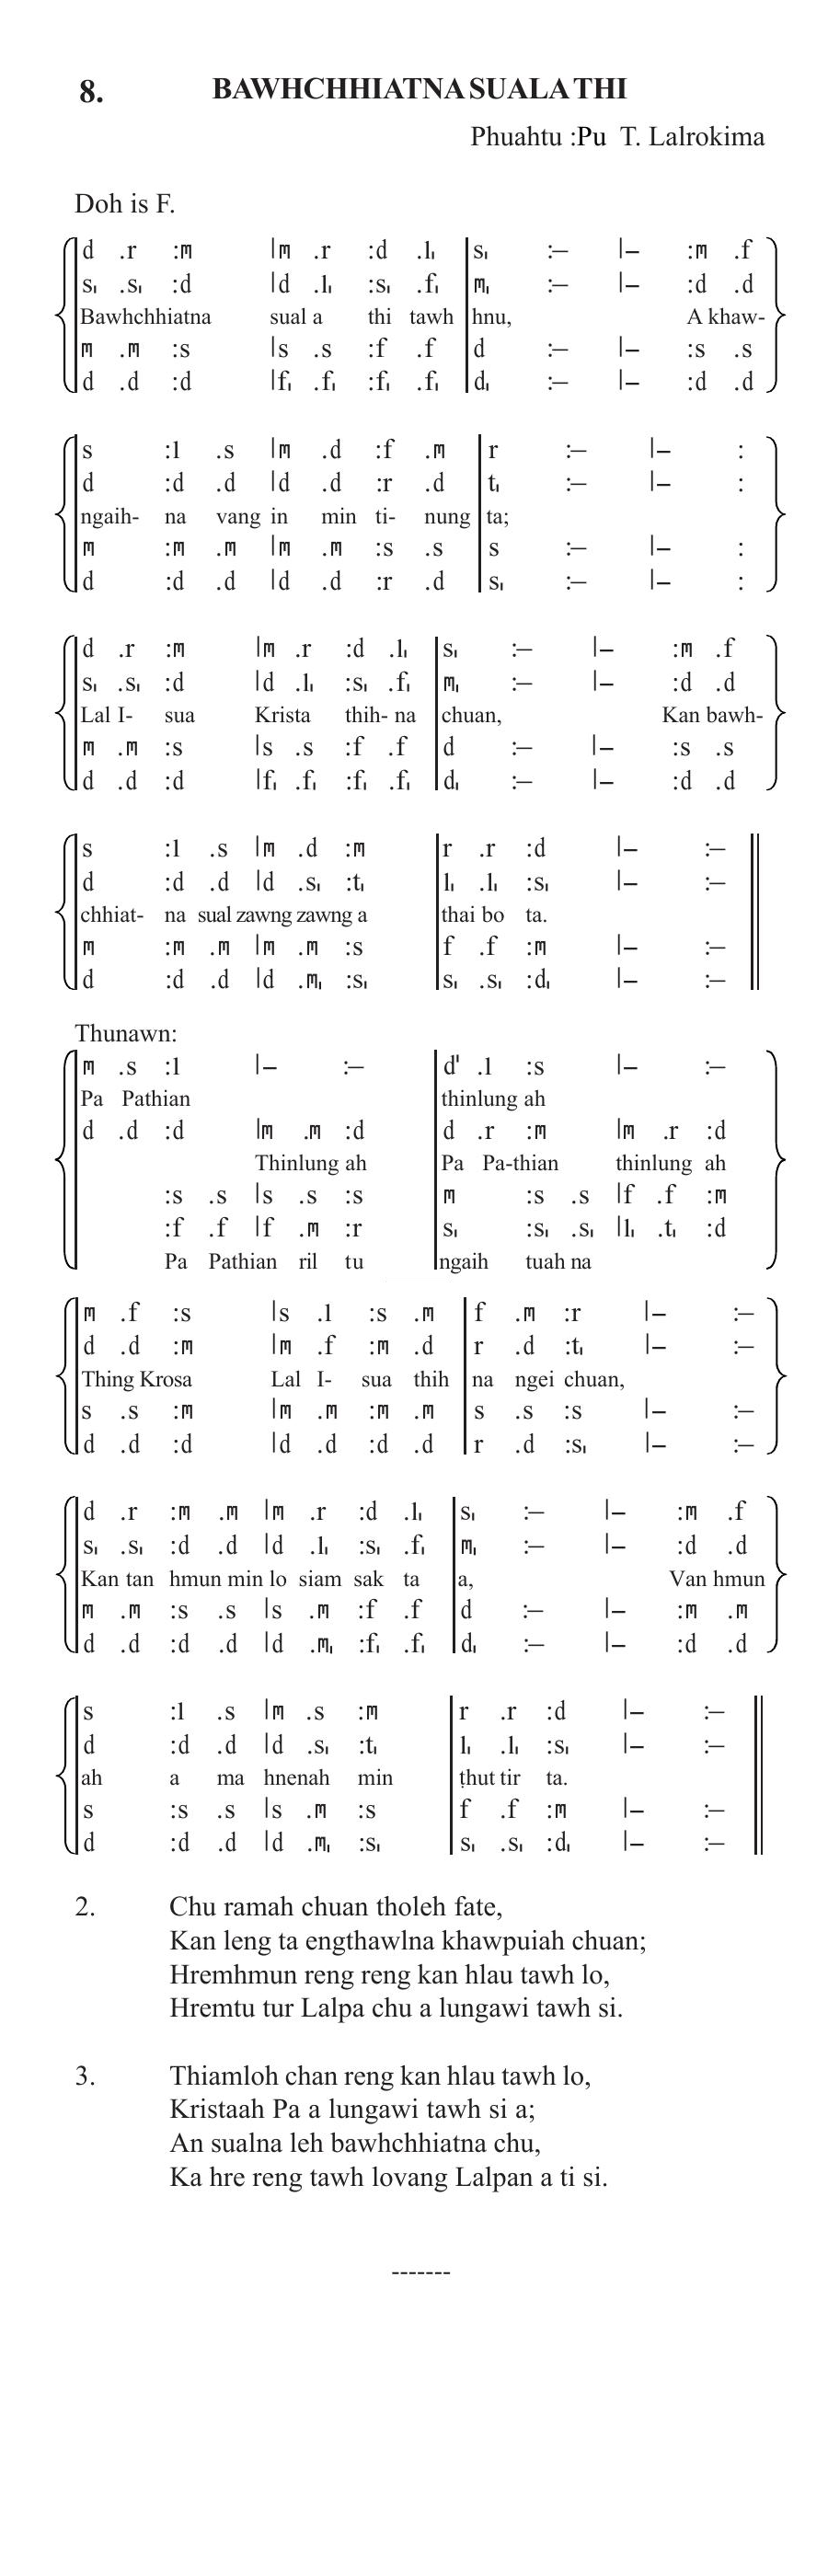 8. BAWHCHHIATNA SUALA THI
Phuahtu :Pu T. Lalrokima
Doh is F.
d .r :m |m .r :d .l, s, :– |– :m .f
s, .s, :d |d .l, :s, .f, m, :– |– :d .d
Bawhchhiatna sual a thi tawh hnu, A khaw-
m .m :s |s .s :f .f d :– |– :s .s
d .d :d |f, .f, :f, .f, d, :– |– :d .d
s :l .s |m .d :f .m r :– |– :
d :d .d |d .d :r .d t, :– |– :
ngaih- na vang in min ti- nung ta;
m :m .m |m .m :s .s s :– |– :
d :d .d |d .d :r .d s, :– |– :
d .r :m |m .r :d .l, s, :– |– :m .f
s, .s, :d |d .l, :s, .f, m, :– |– :d .d
Lal I- sua Krista thih- na chuan, Kan bawh-
m .m :s |s .s :f .f d :– |– :s .s
d .d :d |f, .f, :f, .f, d, :– |– :d .d
s :l .s |m .d :m r .r :d |– :–
d :d .d |d .s, :t, l, .l, :s, |– :–
chhiat- na sual zawng zawng a thai bo ta.
m :m .m |m .m :s f .f :m |– :–
d :d .d |d .m, :s, s, .s, :d, |– :–
Thunawn:
m .s :l |– :– d' .l :s |– :–
Pa Pathian thinlung ah
d .d :d |m .m :d d .r :m |m .r :d
Thinlung ah Pa Pa-thian thinlung ah
:s .s |s .s :s m :s .s |f .f :m
:f .f |f .m :r s, :s, .s, |l, .t, :d
Pa Pathian ril tu ngaih tuah na
m .f :s |s .l :s .m f .m :r |– :–
d .d :m |m .f :m .d r .d :t, |– :–
Thing Krosa Lal I- sua thih na ngei chuan,
s .s :m |m .m :m .m s .s :s |– :–
d .d :d |d .d :d .d r .d :s, |– :–
d .r :m .m |m .r :d .l, s, :– |– :m .f
s, .s, :d .d |d .l, :s, .f, m, :– |– :d .d
Kan tan hmun min lo siam sak ta a, Van hmun
m .m :s .s |s .m :f .f d :– |– :m .m
d .d :d .d |d .m, :f, .f, d, :– |– :d .d
s :l .s |m .s :m r .r :d |– :–
d :d .d |d .s, :t, l, .l, :s, |– :–
ah a ma hnenah min ṭhut tir ta.
s :s .s |s .m :s f .f :m |– :–
d :d .d |d .m, :s, s, .s, :d, |– :–
2. Chu ramah chuan tholeh fate,
Kan leng ta engthawlna khawpuiah chuan;
Hremhmun reng reng kan hlau tawh lo,
Hremtu tur Lalpa chu a lungawi tawh si.
3. Thiamloh chan reng kan hlau tawh lo,
Kristaah Pa a lungawi tawh si a;
An sualna leh bawhchhiatna chu,
Ka hre reng tawh lovang Lalpan a ti si.
-------